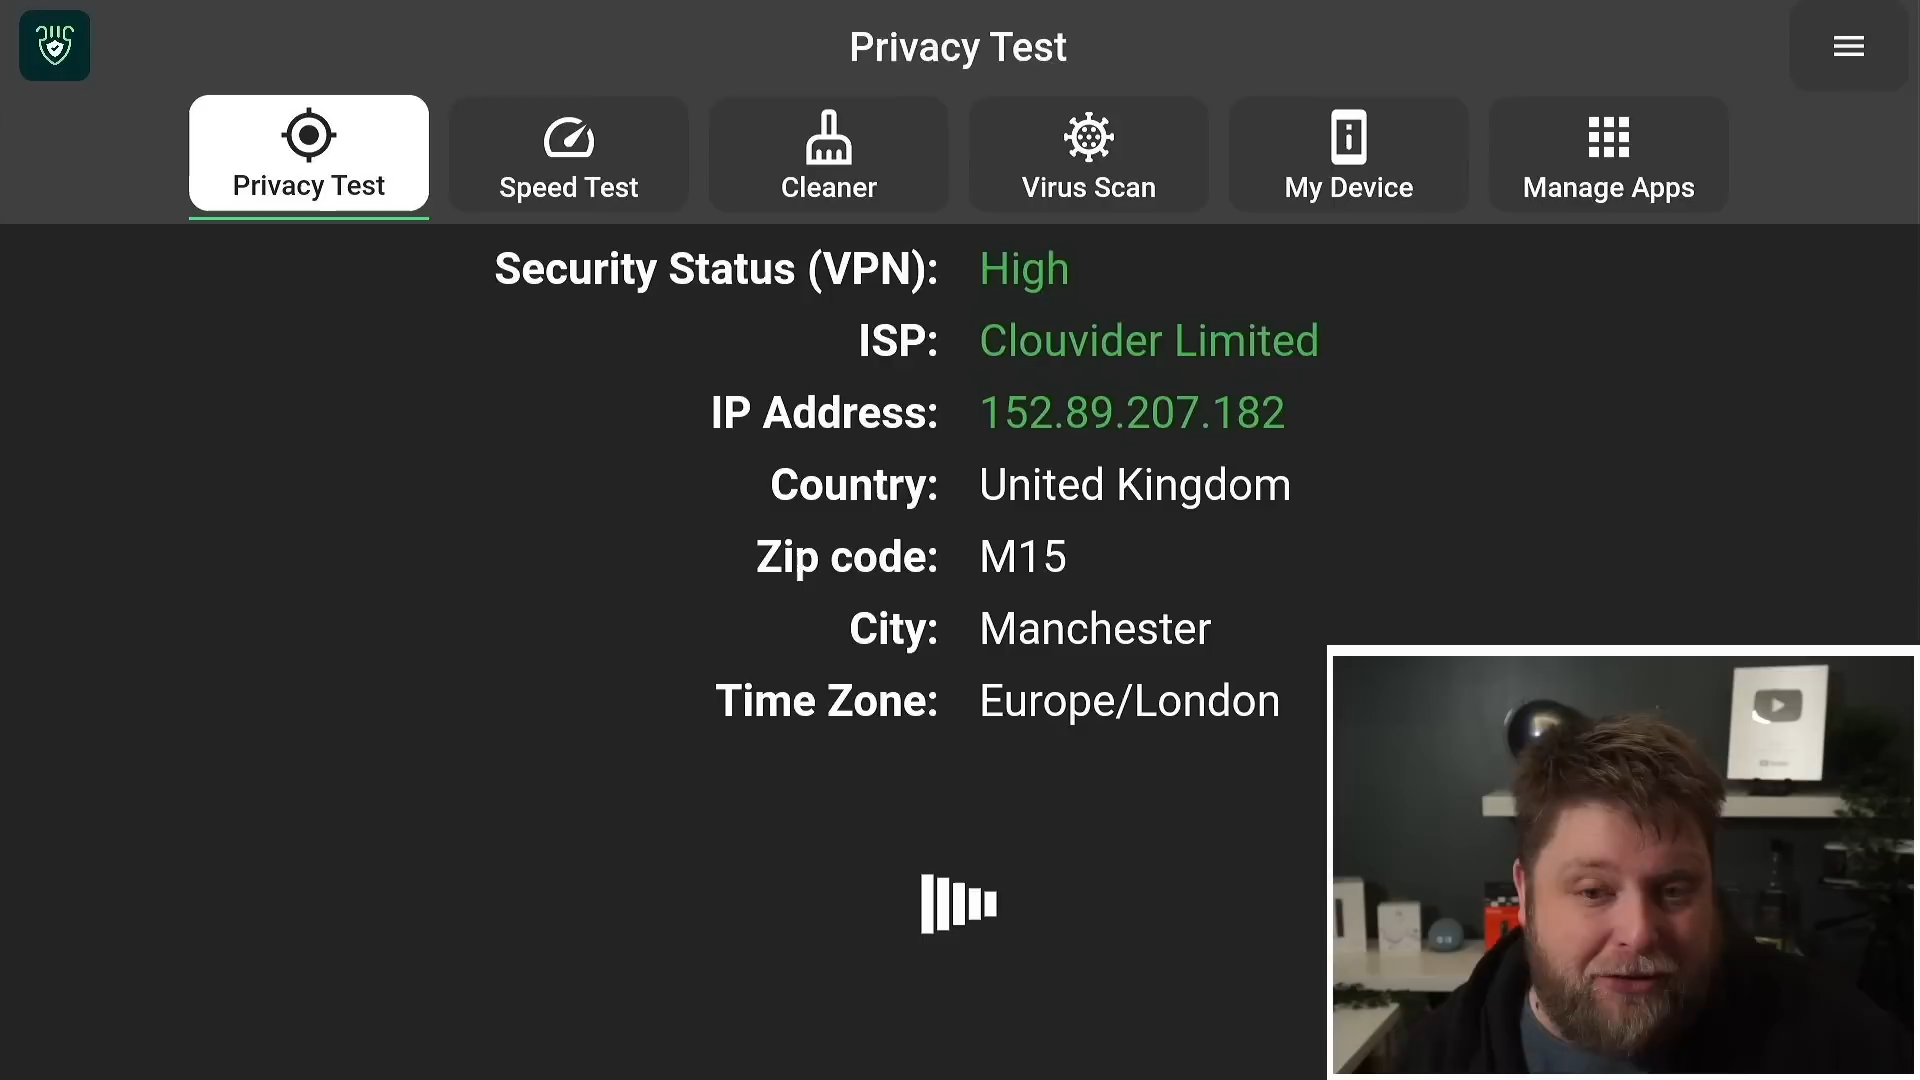 Privacy Test
Privacy Test
Speed Test
Cleaner
Virus Scan
My Device
Manage Apps
Security Status (VPN): High
ISP: Clouvider Limited
IP Address: 152.89.207.182
Country: United Kingdom
Zip code: M15
City: Manchester
Time Zone: Europe/London